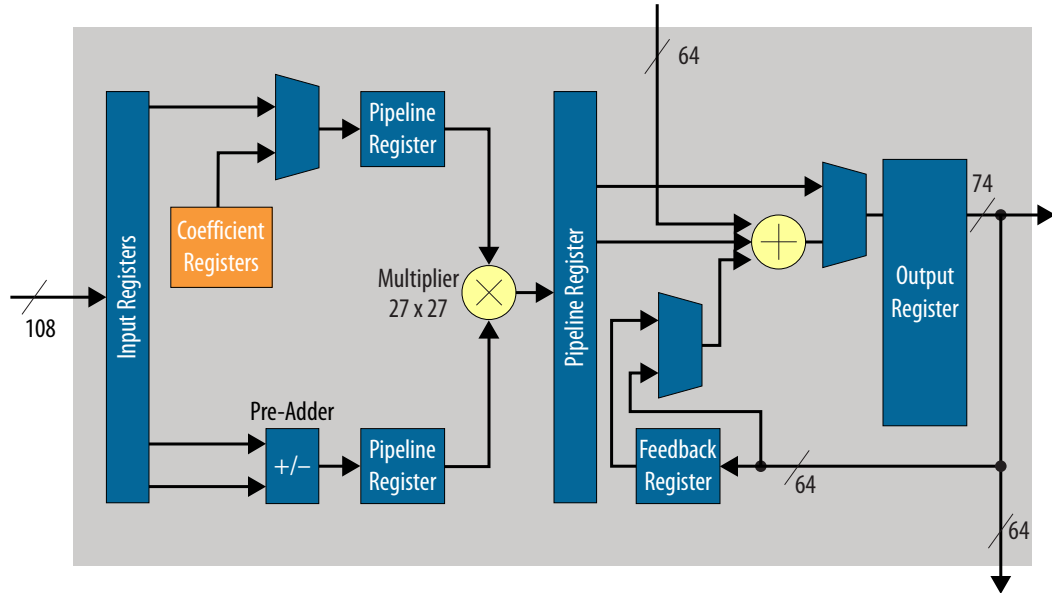 64
Pipeline
Register
Coefficient
Registers
Input Registers
108
Multiplier
27 x 27
Pre-Adder
+/−
Pipeline
Register
Pipeline Register
Feedback
Register
64
Output
Register
74
64